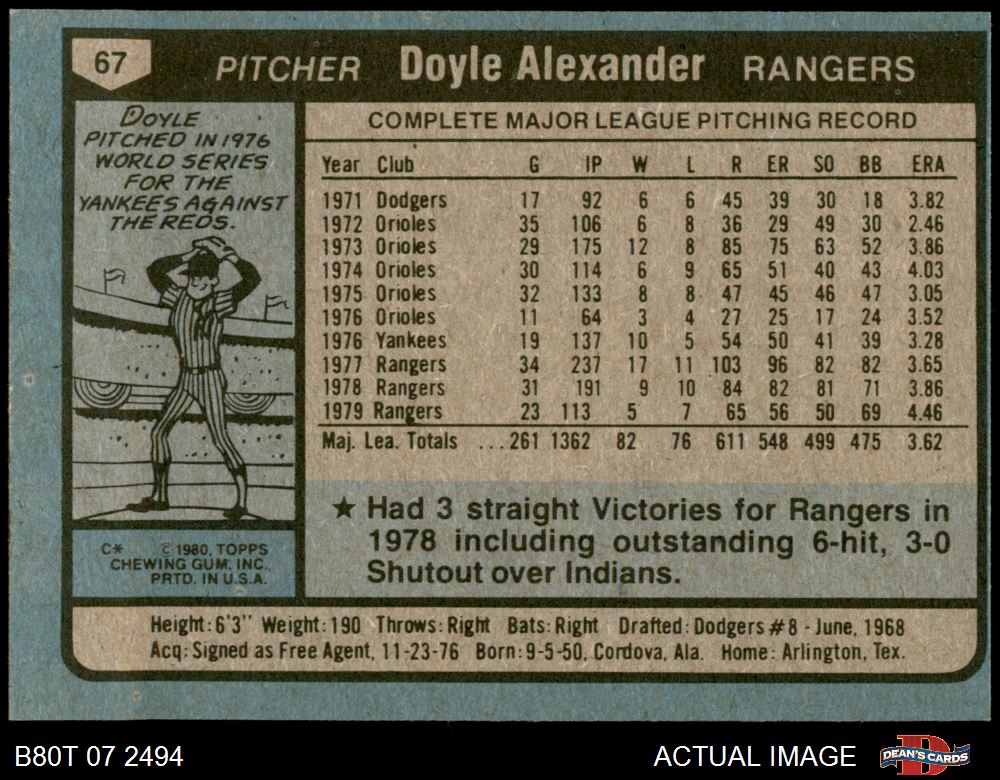 67 PITCHER Doyle Alexander RANGERS
DOYLE
PITCHED IN 1976
WORLD SERIES
FOR THE
YANKEES AGAINST
THE REDS.
C* © 1980, TOPPS
CHEWING GUM, INC.
PRTD. IN U.S.A.
COMPLETE MAJOR LEAGUE PITCHING RECORD
Year Club G IP W L R ER SO BB ERA
1971 Dodgers 17 92 6 6 45 39 30 18 3.82
1972 Orioles 35 106 6 8 36 29 49 30 2.46
1973 Orioles 29 175 12 8 85 75 63 52 3.86
1974 Orioles 30 114 6 9 65 51 40 43 4.03
1975 Orioles 32 133 8 8 47 45 46 47 3.05
1976 Orioles 11 64 3 4 27 25 17 24 3.52
1976 Yankees 19 137 10 5 54 50 41 39 3.28
1977 Rangers 34 237 17 11 103 96 82 82 3.65
1978 Rangers 31 191 9 10 84 82 81 71 3.86
1979 Rangers 23 113 5 7 65 56 50 69 4.46
Maj. Lea. Totals ... 261 1362 82 76 611 548 499 475 3.62
★ Had 3 straight Victories for Rangers in
1978 including outstanding 6-hit, 3-0
Shutout over Indians.
Height: 6'3" Weight: 190 Throws: Right Bats: Right Drafted: Dodgers #8 - June, 1968
Acq: Signed as Free Agent, 11-23-76 Born: 9-5-50, Cordova, Ala. Home: Arlington, Tex.
B80T 07 2494 ACTUAL IMAGE DEAN'S CARDS